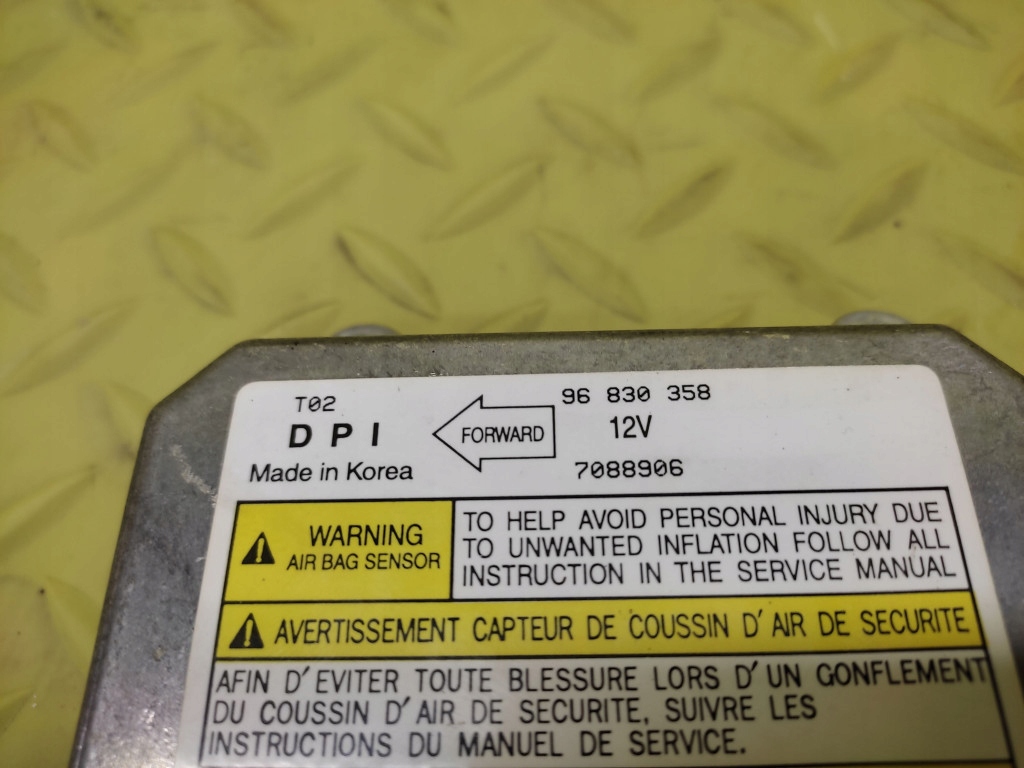 T02
96 830 358
DPI
FORWARD
12V
Made in Korea
7088906
WARNING
AIR BAG SENSOR
TO HELP AVOID PERSONAL INJURY DUE
TO UNWANTED INFLATION FOLLOW ALL
INSTRUCTION IN THE SERVICE MANUAL
AVERTISSEMENT CAPTEUR DE COUSSIN D'AIR DE SECURITE
AFIN D'EVITER TOUTE BLESSURE LORS D'UN GONFLEMENT
DU COUSSIN D'AIR DE SECURITE, SUIVRE LES
INSTRUCTIONS DU MANUEL DE SERVICE.